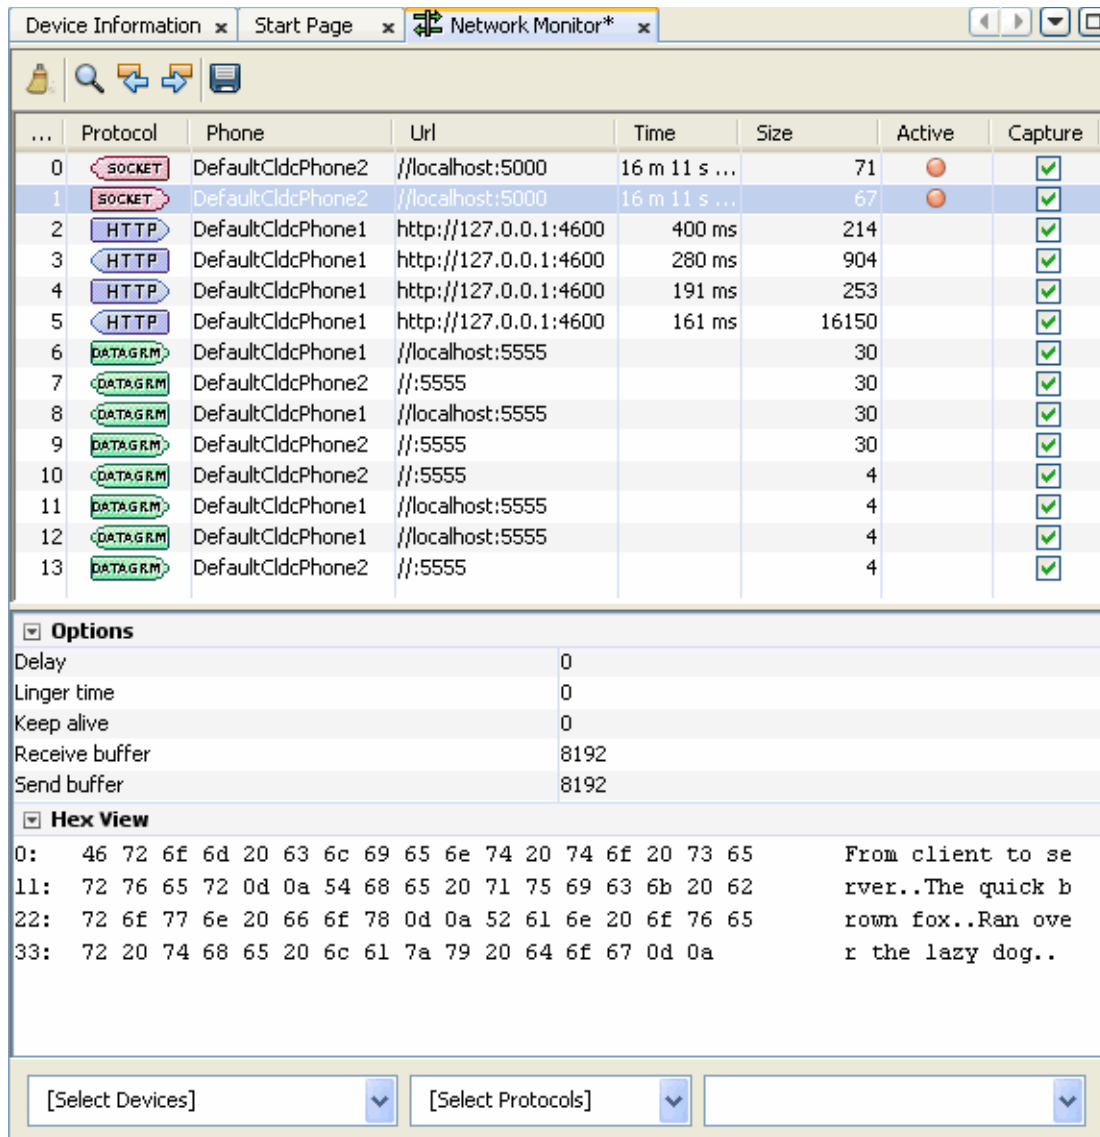 Device Information x Start Page x Network Monitor* x
... Protocol Phone Url Time Size Active Capture
0 SOCKET DefaultCldcPhone2 //localhost:5000 16 m 11 s ... 71
1 SOCKET DefaultCldcPhone2 //localhost:5000 16 m 11 s ... 67
2 HTTP DefaultCldcPhone1 http://127.0.0.1:4600 400 ms 214
3 HTTP DefaultCldcPhone1 http://127.0.0.1:4600 280 ms 904
4 HTTP DefaultCldcPhone1 http://127.0.0.1:4600 191 ms 253
5 HTTP DefaultCldcPhone1 http://127.0.0.1:4600 161 ms 16150
6 DATAGRM DefaultCldcPhone1 //localhost:5555 30
7 DATAGRM DefaultCldcPhone2 //:5555 30
8 DATAGRM DefaultCldcPhone1 //localhost:5555 30
9 DATAGRM DefaultCldcPhone2 //:5555 30
10 DATAGRM DefaultCldcPhone2 //:5555 4
11 DATAGRM DefaultCldcPhone1 //localhost:5555 4
12 DATAGRM DefaultCldcPhone1 //localhost:5555 4
13 DATAGRM DefaultCldcPhone2 //:5555 4
Options
Delay 0
Linger time 0
Keep alive 0
Receive buffer 8192
Send buffer 8192
Hex View
0: 46 72 6f 6d 20 63 6c 69 65 6e 74 20 74 6f 20 73 65 From client to se
11: 72 76 65 72 0d 0a 54 68 65 20 71 75 69 63 6b 20 62 rver..The quick b
22: 72 6f 77 6e 20 66 6f 78 0d 0a 52 61 6e 20 6f 76 65 rown fox..Ran ove
33: 72 20 74 68 65 20 6c 61 7a 79 20 64 6f 67 0d 0a r the lazy dog..
[Select Devices] [Select Protocols]